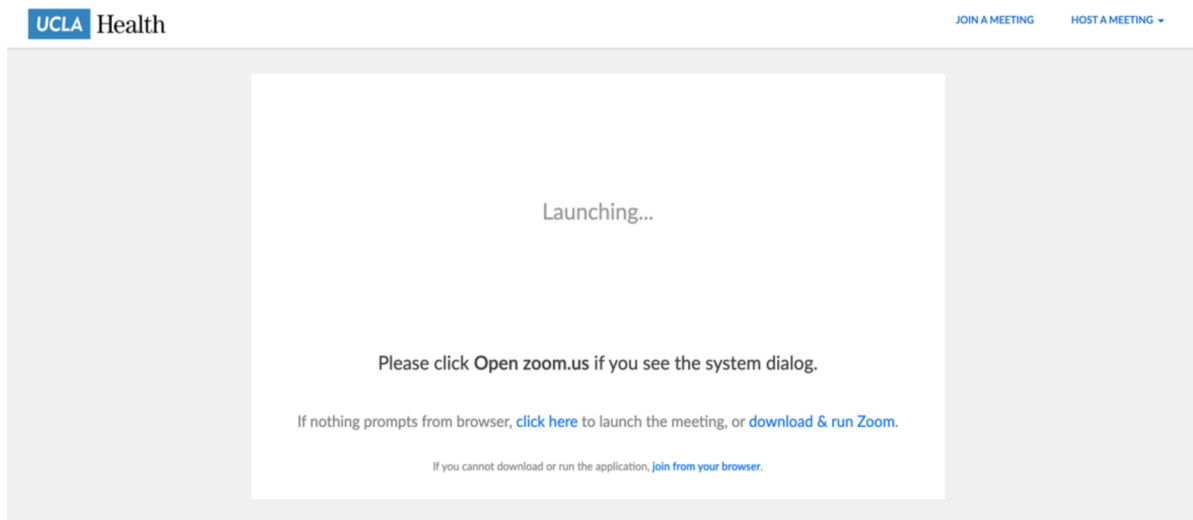 UCLA Health
JOIN A MEETING HOST A MEETING
Launching...
Please click Open zoom.us if you see the system dialog.
If nothing prompts from browser, click here to launch the meeting, or download & run Zoom.
If you cannot download or run the application, join from your browser.